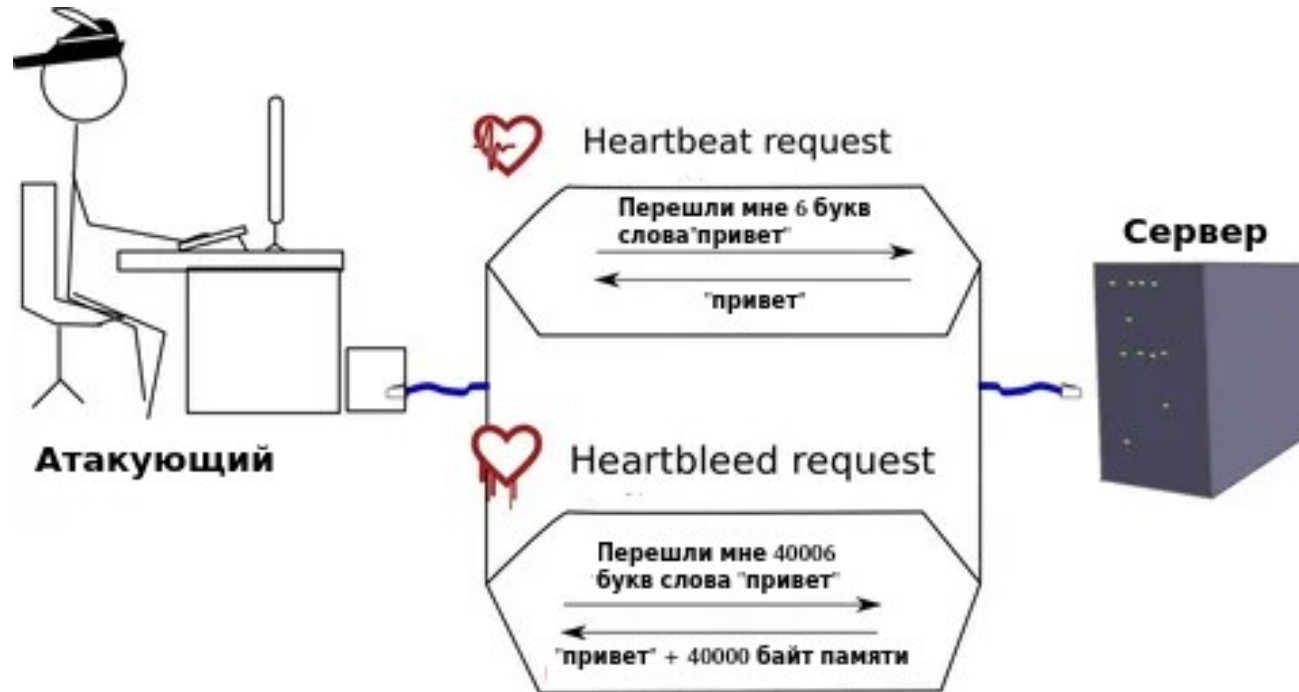 Heartbeat request
Перешли мне 6 букв
слова"привет"
"привет"
Сервер
Атакующий
Heartbleed request
Перешли мне 40006
букв слова "привет"
"привет" + 40000 байт памяти